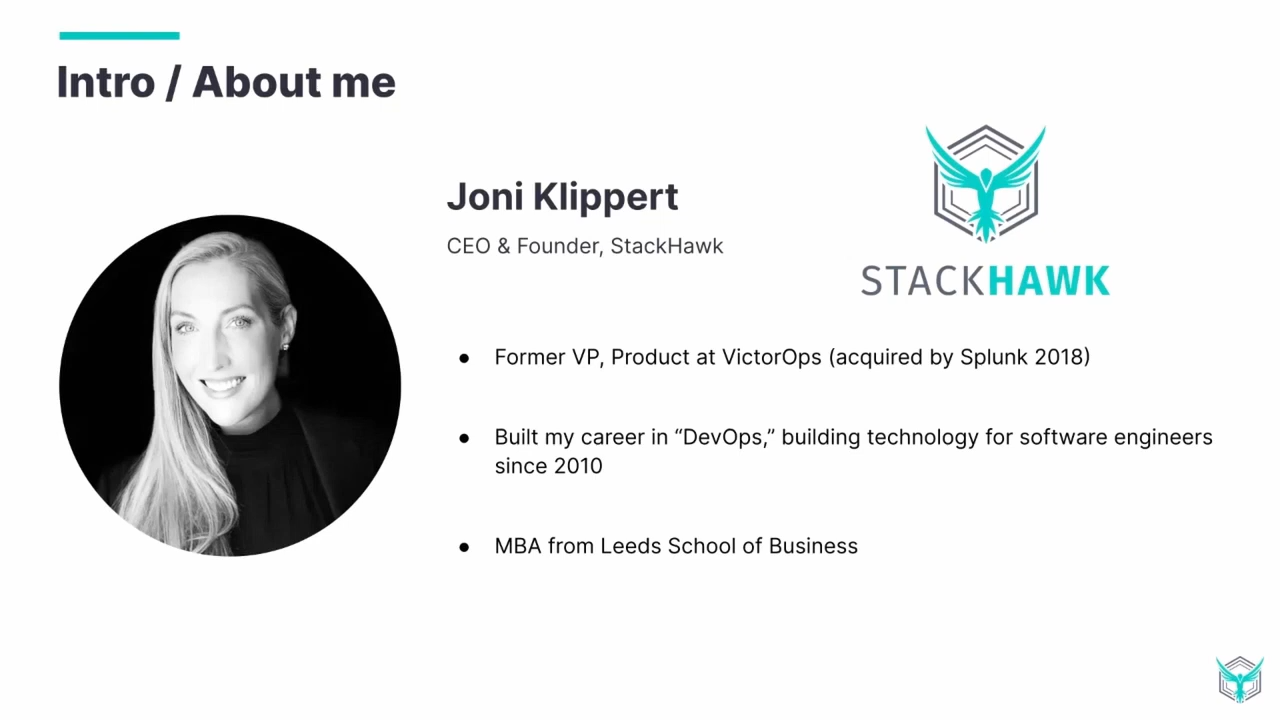 Intro / About me
Joni Klippert
CEO & Founder, StackHawk
STACKHAWK
● Former VP, Product at VictorOps (acquired by Splunk 2018)
● Built my career in “DevOps,” building technology for software engineers
since 2010
● MBA from Leeds School of Business